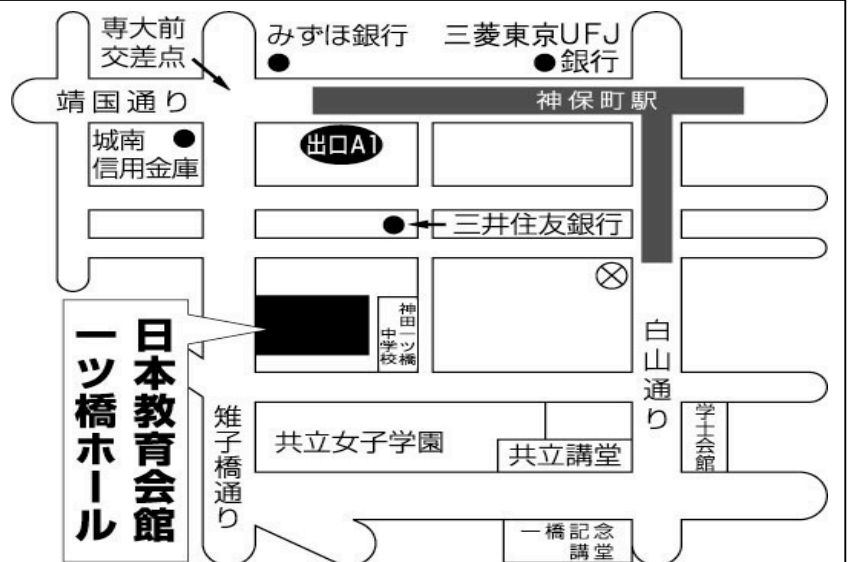 専大前
交差点
みずほ銀行
三菱東京UFJ
銀行
靖国通り
神保町駅
城南
信用金庫
出口A1
三井住友銀行
日本教育会館
一ツ橋ホール
神田一ツ橋
中学校
白山通り
雉子橋通り
共立女子学園
共立講堂
学士会館
一橋記念
講堂